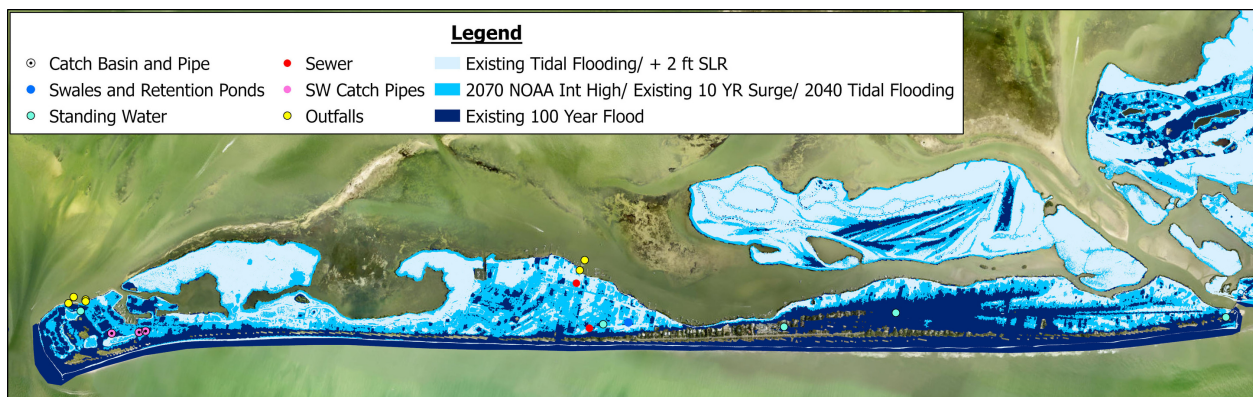 Legend
Catch Basin and Pipe
Swales and Retention Ponds
Standing Water
Sewer
SW Catch Pipes
Outfalls
Existing Tidal Flooding/ + 2 ft SLR
2070 NOAA Int High/ Existing 10 YR Surge/ 2040 Tidal Flooding
Existing 100 Year Flood